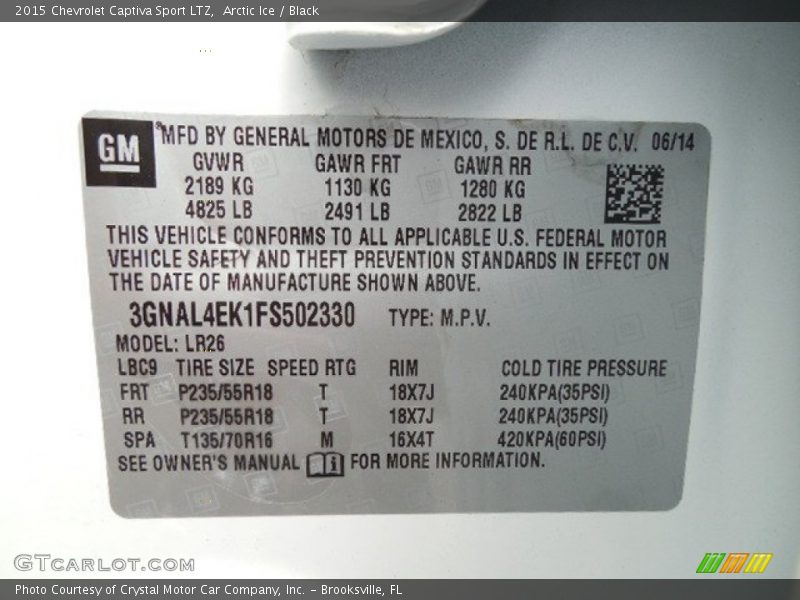 2015 Chevrolet Captiva Sport LTZ, Arctic Ice / Black
GM ® MFD BY GENERAL MOTORS DE MEXICO, S. DE R.L. DE C.V. 06/14
GVWR GAWR FRT GAWR RR
2189 KG 1130 KG 1280 KG
4825 LB 2491 LB 2822 LB
THIS VEHICLE CONFORMS TO ALL APPLICABLE U.S. FEDERAL MOTOR
VEHICLE SAFETY AND THEFT PREVENTION STANDARDS IN EFFECT ON
THE DATE OF MANUFACTURE SHOWN ABOVE.
3GNAL4EK1FS502330 TYPE: M.P.V.
MODEL: LR26
LBC9 TIRE SIZE SPEED RTG RIM COLD TIRE PRESSURE
FRT P235/55R18 T 18X7J 240KPA(35PSI)
RR P235/55R18 T 18X7J 240KPA(35PSI)
SPA T135/70R16 M 16X4T 420KPA(60PSI)
SEE OWNER'S MANUAL FOR MORE INFORMATION.
GTCARLOT.COM
Photo Courtesy of Crystal Motor Car Company, Inc. – Brooksville, FL